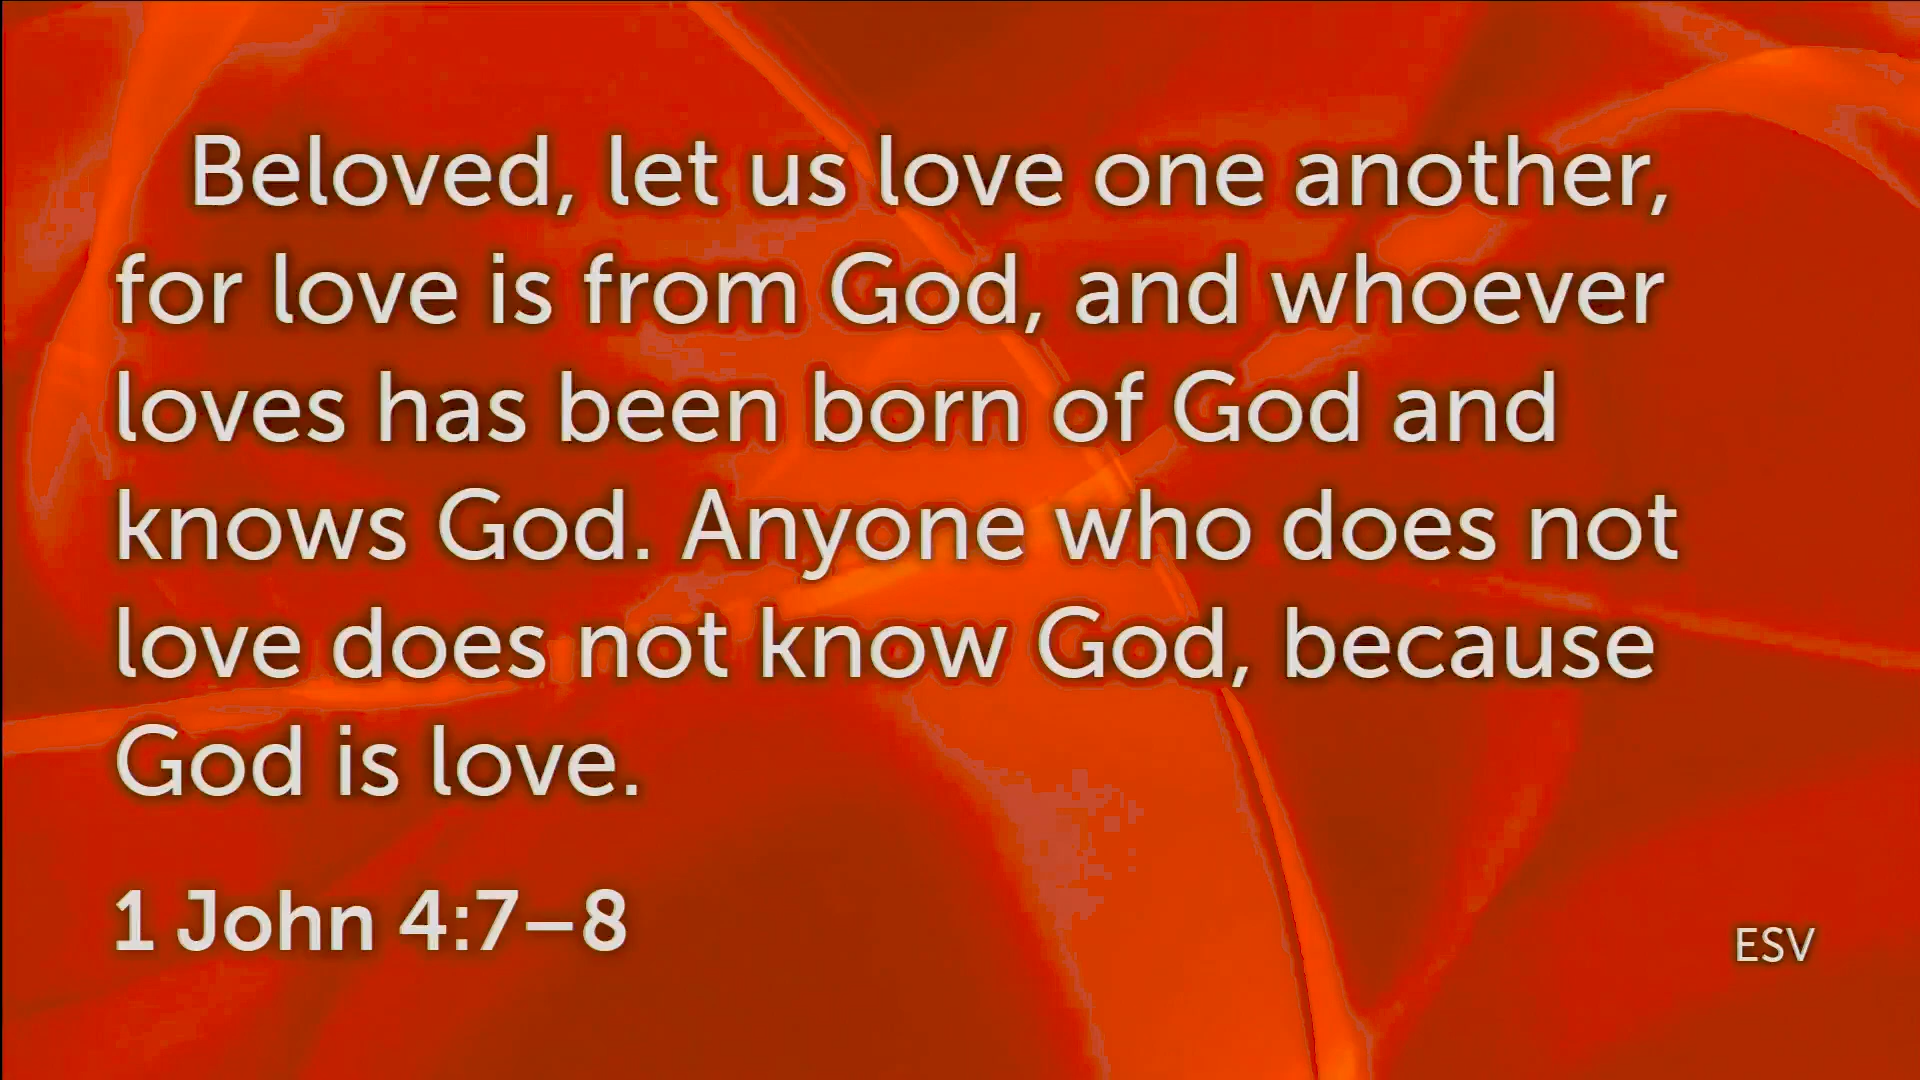 Beloved, let us love one another,
for love is from God, and whoever
loves has been born of God and
knows God. Anyone who does not
love does not know God, because
God is love.
1 John 4:7–8
ESV